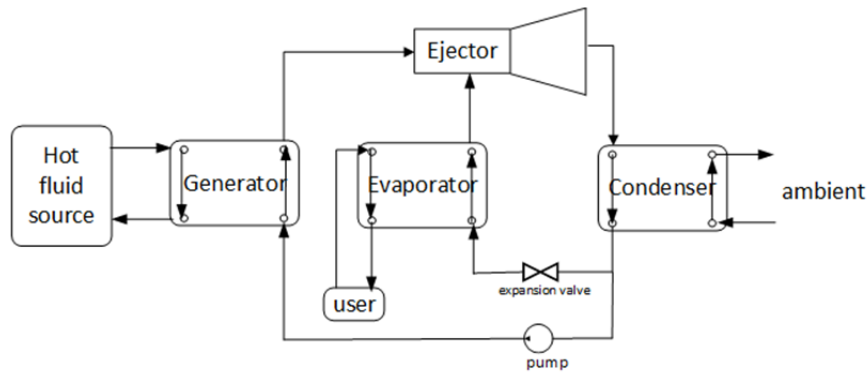 Ejector
Hot
fluid
source
Generator
Evaporator
Condenser
ambient
expansion valve
user
pump